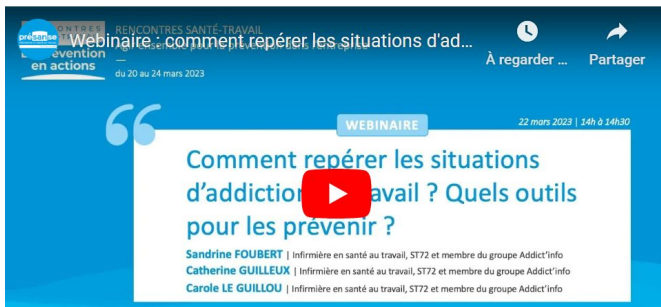 RENCONTRES SANTÉ-TRAVAIL
présanse
Webinaire : comment repérer les situations d'ad...
en actions
du 20 au 24 mars 2023
À regarder ...
Partager
WEBINAIRE
22 mars 2023 | 14h à 14h30
Comment repérer les situations
d'addiction avail ? Quels outils
pour les prévenir ?
Sandrine FOUBERT | Infirmière en santé au travail, ST72 et membre du groupe Addict'info
Catherine GUILLEUX | Infirmière en santé au travail, ST72 et membre du groupe Addict'info
Carole LE GUILLOU | Infirmière en santé au travail, ST72 et membre du groupe Addict'info